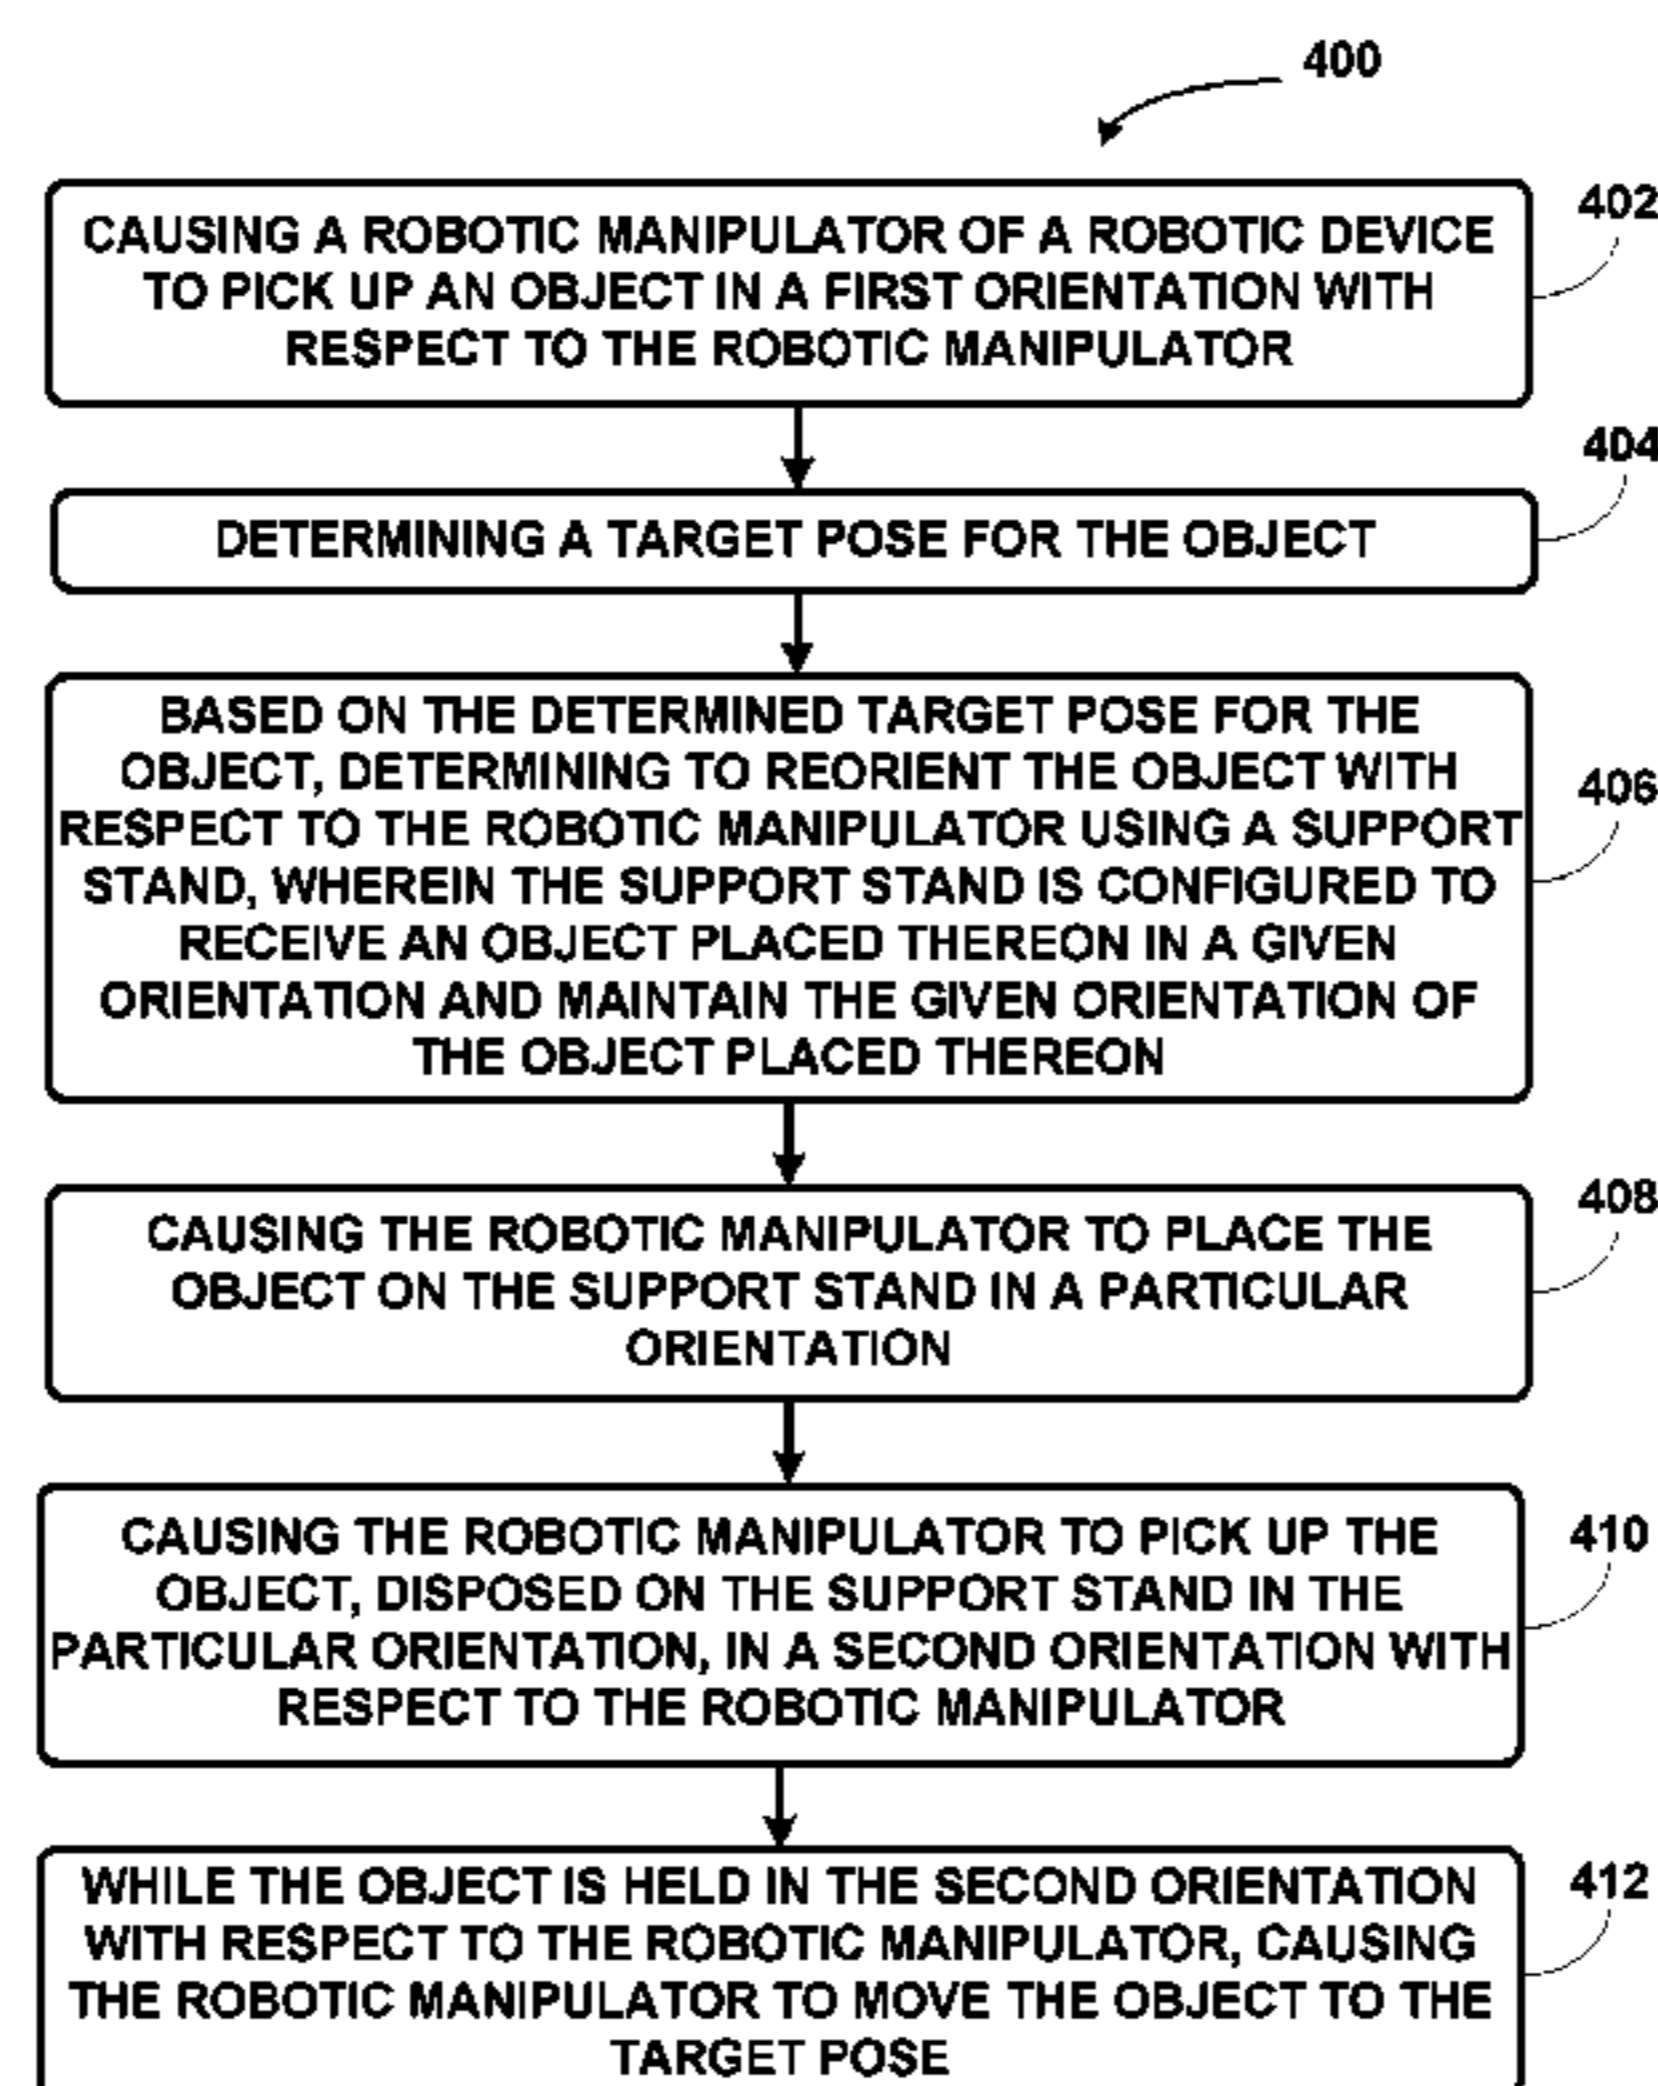 400
402
CAUSING A ROBOTIC MANIPULATOR OF A ROBOTIC DEVICE
TO PICK UP AN OBJECT IN A FIRST ORIENTATION WITH
RESPECT TO THE ROBOTIC MANIPULATOR
404
DETERMINING A TARGET POSE FOR THE OBJECT
BASED ON THE DETERMINED TARGET POSE FOR THE
OBJECT, DETERMINING TO REORIENT THE OBJECT WITH
406
RESPECT TO THE ROBOTIC MANIPULATOR USING A SUPPORT
STAND, WHEREIN THE SUPPORT STAND IS CONFIGURED TO
RECEIVE AN OBJECT PLACED THEREON IN A GIVEN
ORIENTATION AND MAINTAIN THE GIVEN ORIENTATION OF
THE OBJECT PLACED THEREON
408
CAUSING THE ROBOTIC MANIPULATOR TO PLACE THE
OBJECT ON THE SUPPORT STAND IN A PARTICULAR
ORIENTATION
410
CAUSING THE ROBOTIC MANIPULATOR TO PICK UP THE
OBJECT, DISPOSED ON THE SUPPORT STAND IN THE
PARTICULAR ORIENTATION, IN A SECOND ORIENTATION WITH
RESPECT TO THE ROBOTIC MANIPULATOR
412
WHILE THE OBJECT IS HELD IN THE SECOND ORIENTATION
WITH RESPECT TO THE ROBOTIC MANIPULATOR, CAUSING
THE ROBOTIC MANIPULATOR TO MOVE THE OBJECT TO THE
TARGET POSE